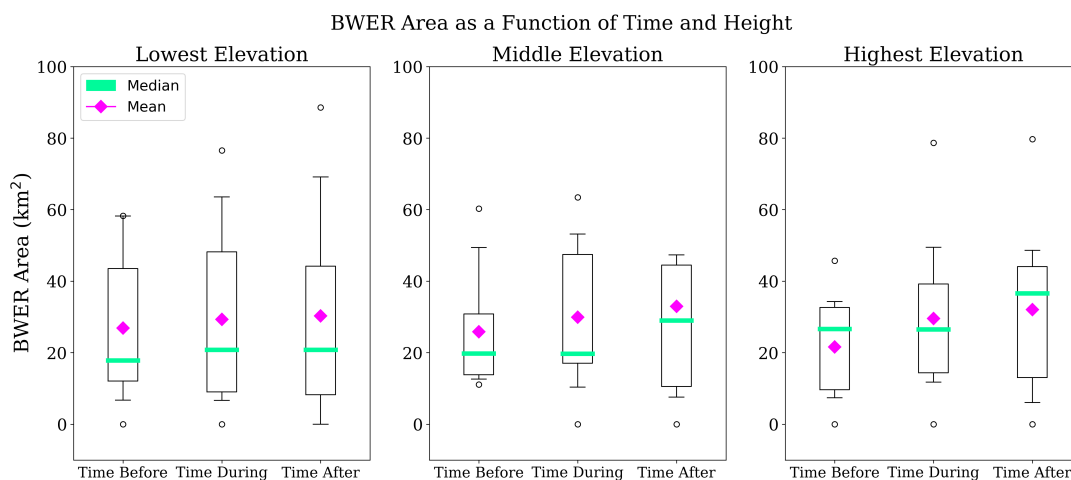 BWER Area as a Function of Time and Height
Lowest Elevation
Middle Elevation
Highest Elevation
BWER Area (km²)
100
80
60
40
20
0
Median
Mean
Time Before
Time During
Time After
100
80
60
40
20
0
Time Before
Time During
Time After
100
80
60
40
20
0
Time Before
Time During
Time After